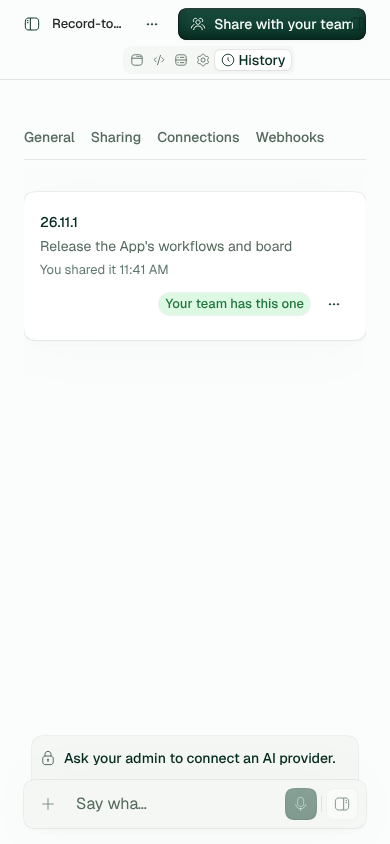 Record-to...
Share with your team
History
General Sharing Connections Webhooks
26.11.1
Release the App's workflows and board
You shared it 11:41 AM
Your team has this one
Ask your admin to connect an AI provider.
Say wha...